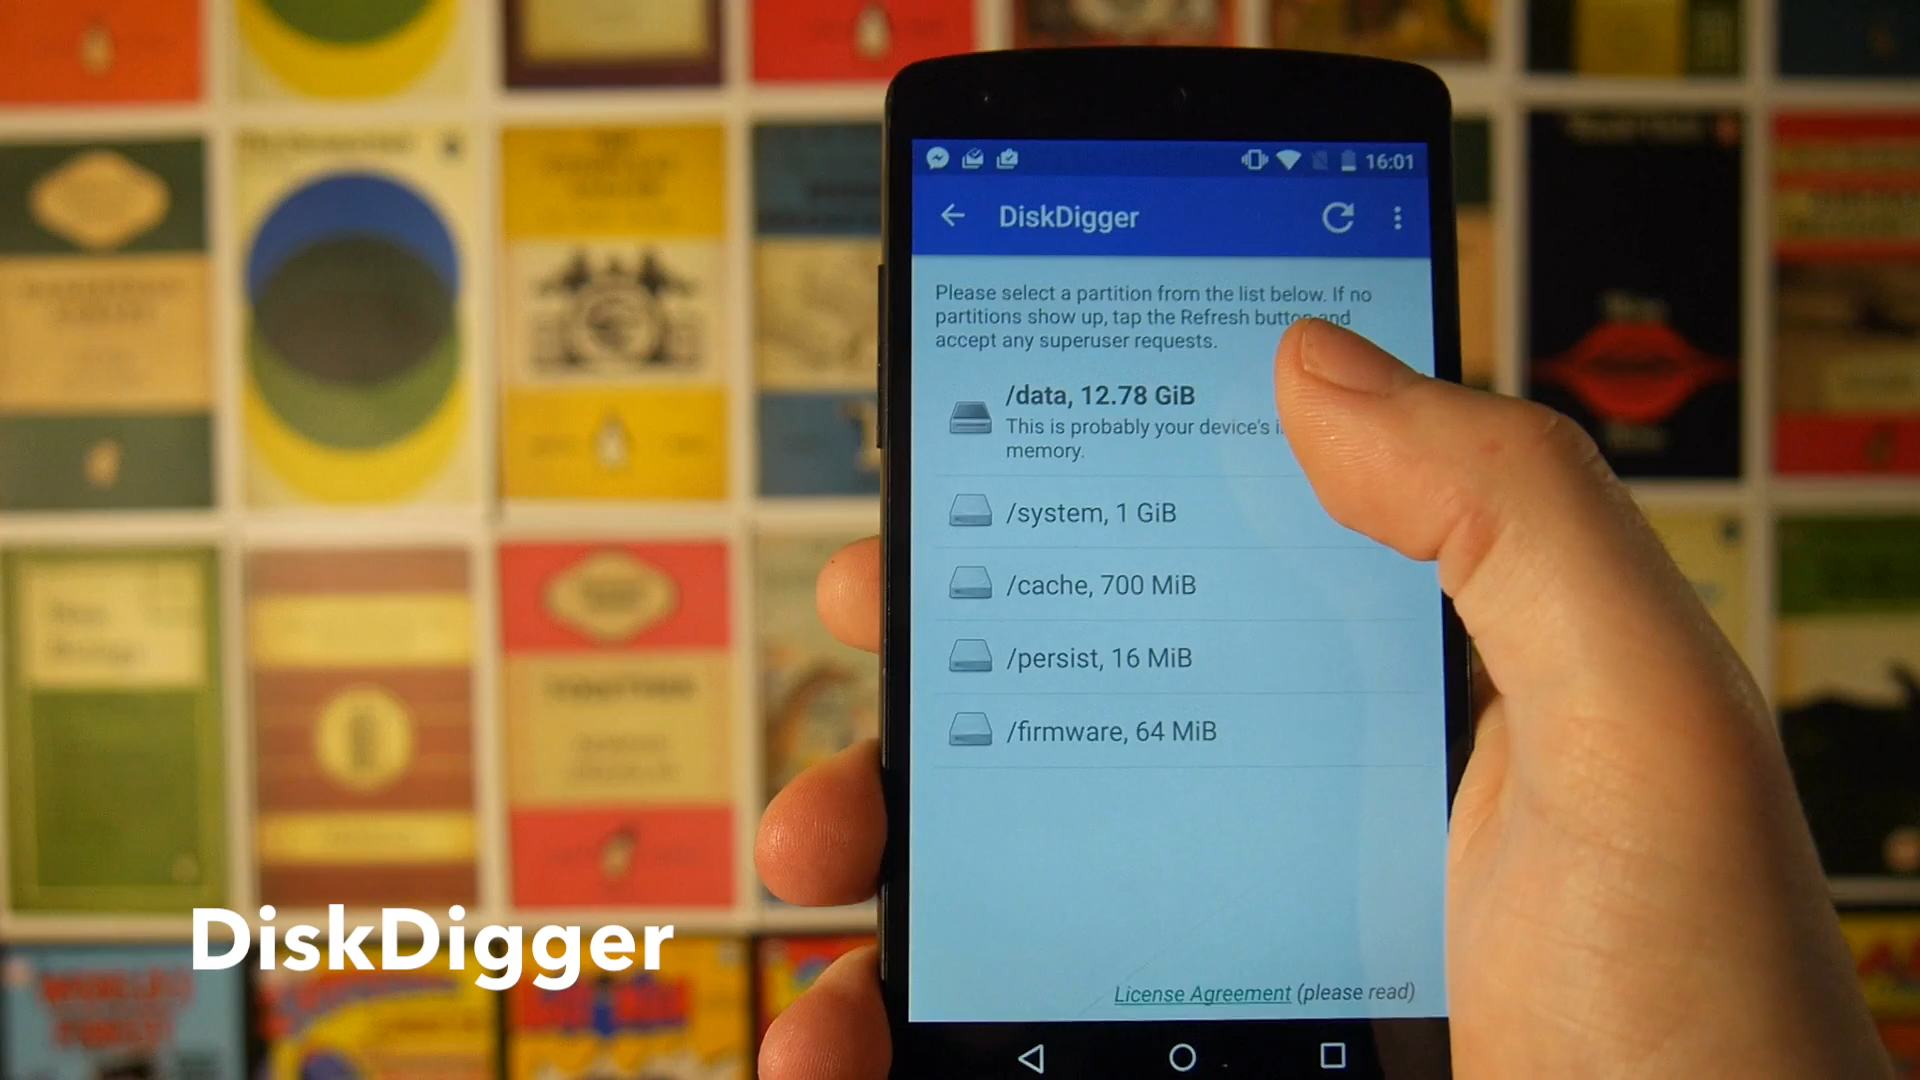 16:01
DiskDigger
Please select a partition from the list below. If no
partitions show up, tap the Refresh button and
accept any superuser requests.
/data, 12.78 GiB
This is probably your device's
memory.
/system, 1 GiB
/cache, 700 MiB
/persist, 16 MiB
/firmware, 64 MiB
License Agreement (please read)
DiskDigger